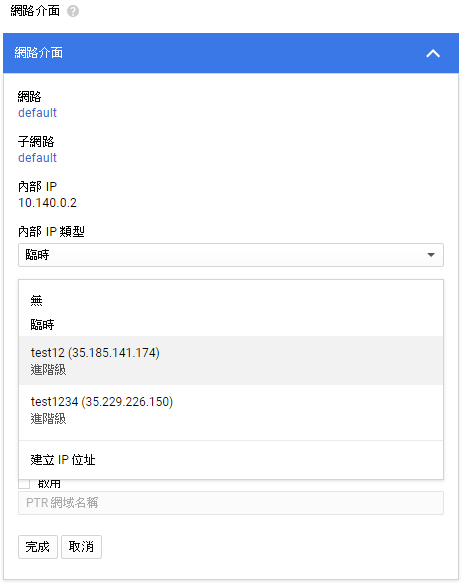 網路介面
網路介面
網路
default
子網路
default
內部 IP
10.140.0.2
內部 IP 類型
臨時
無
臨時
test12 (35.185.141.174)
進階級
test1234 (35.229.226.150)
進階級
建立 IP 位址
啟用
PTR 網域名稱
完成
取消